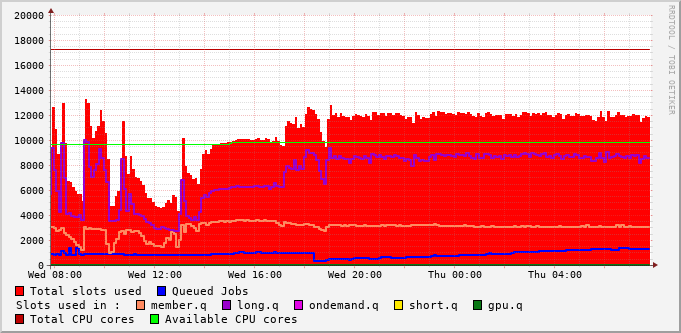 20000
18000
16000
14000
12000
10000
8000
6000
4000
2000
0
Wed 08:00 Wed 12:00 Wed 16:00 Wed 20:00 Thu 00:00 Thu 04:00
RRDTOOL / TOBI OETIKER
Total slots used Queued Jobs
Slots used in : member.q long.q ondemand.q short.q gpu.q
Total CPU cores Available CPU cores